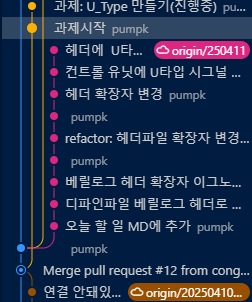 과제: U_Type 만들기(진행중)
과제시작 pumpk
헤더에 U타... origin/250411
컨트롤 유닛에 U타입 시그널 ...
헤더 확장자 변경 pumpk
pumpk
refactor: 헤더파일 확장자 변경...
pumpk
베릴로그 헤더 확장자 이그노...
디파인파일 베릴로그 헤더로 ...
오늘 할 일 MD에 추가 pumpk
pumpk
Merge pull request #12 from cong...
연결 안돼있... origin/20250410...